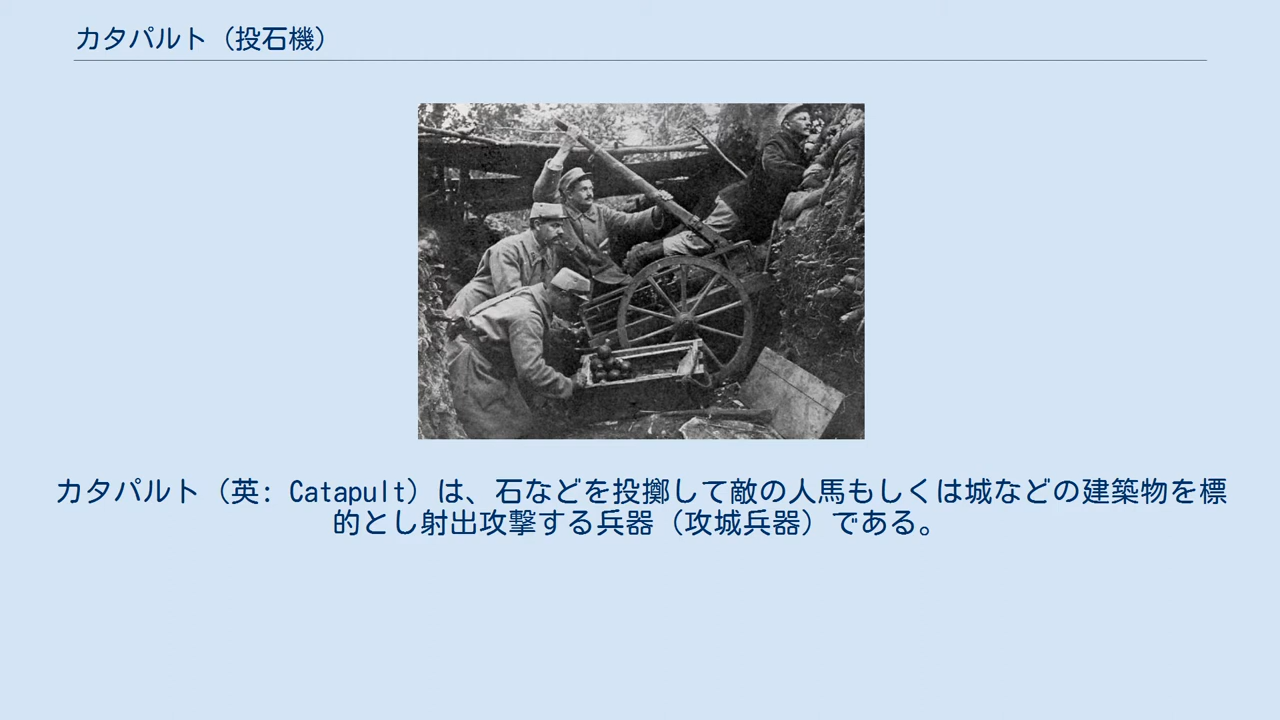 カタパルト（投石機）
カタパルト（英: Catapult）は、石などを投擲して敵の人馬もしくは城などの建築物を標
的とし射出攻撃する兵器（攻城兵器）である。